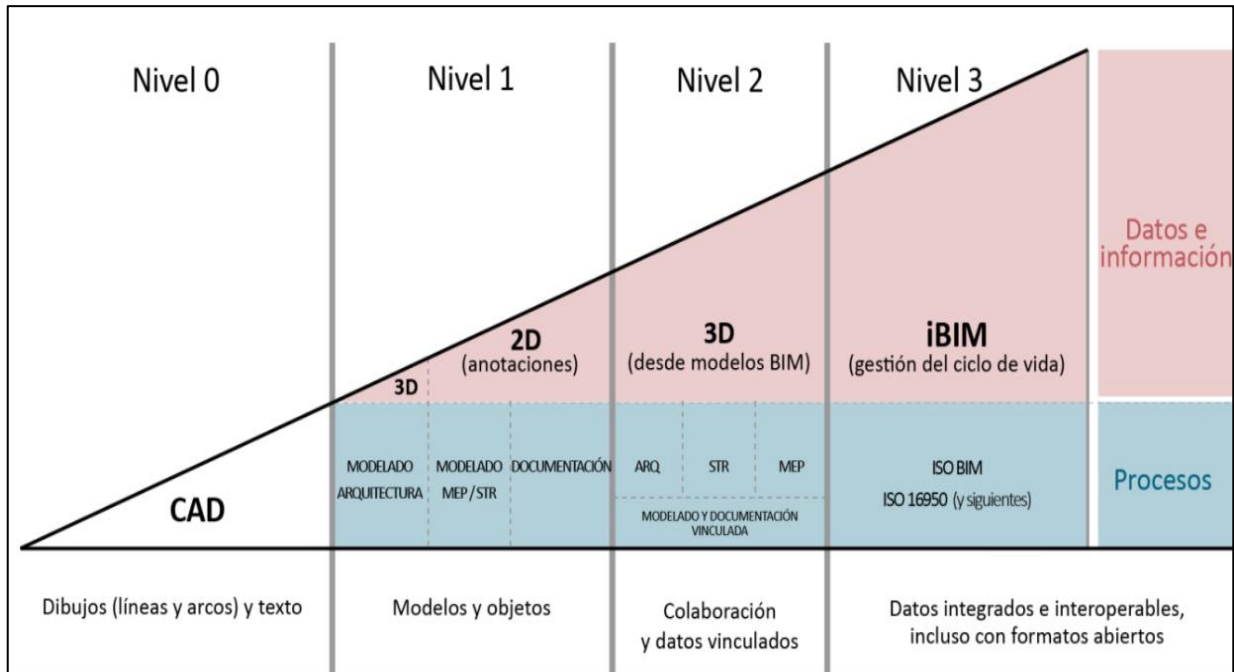 Nivel 0
Nivel 1
Nivel 2
Nivel 3
Datos e
información
2D
(anotaciones)
3D
3D
(desde modelos BIM)
iBIM
(gestión del ciclo de vida)
CAD
MODELADO
ARQUITECTURA
MODELADO
MEP / STR
DOCUMENTACIÓN
ARQ
STR
MEP
MODELADO Y DOCUMENTACIÓN
VINCULADA
ISO BIM
ISO 16950 (y siguientes)
Procesos
Dibujos (líneas y arcos) y texto
Modelos y objetos
Colaboración
y datos vinculados
Datos integrados e interoperables,
incluso con formatos abiertos